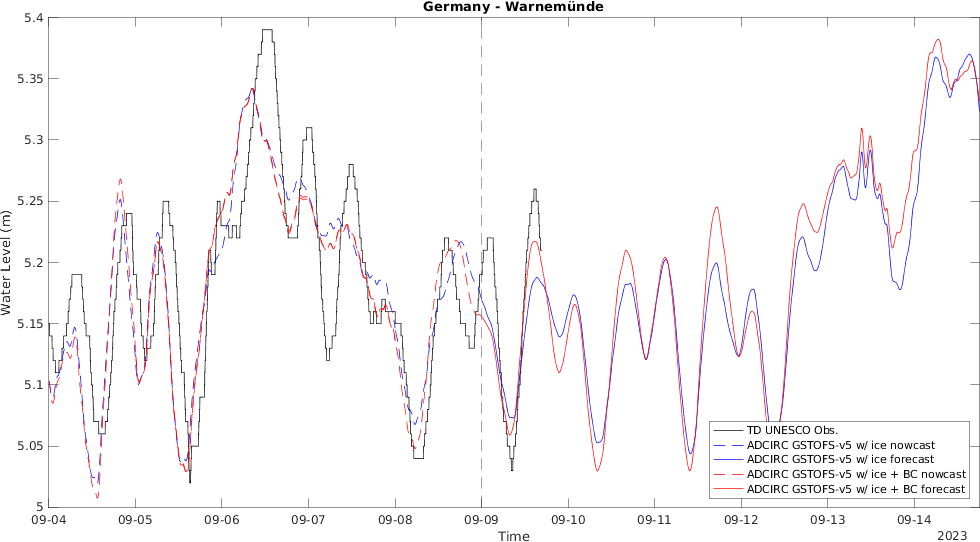 Germany - Warnemünde
Water Level (m)
5.4
5.35
5.3
5.25
5.2
5.15
5.1
5.05
5
09-04 09-05 09-06 09-07 09-08 09-09 09-10 09-11 09-12 09-13 09-14
Time
2023
TD UNESCO Obs.
ADCIRC GSTOFS-v5 w/ ice nowcast
ADCIRC GSTOFS-v5 w/ ice forecast
ADCIRC GSTOFS-v5 w/ ice + BC nowcast
ADCIRC GSTOFS-v5 w/ ice + BC forecast